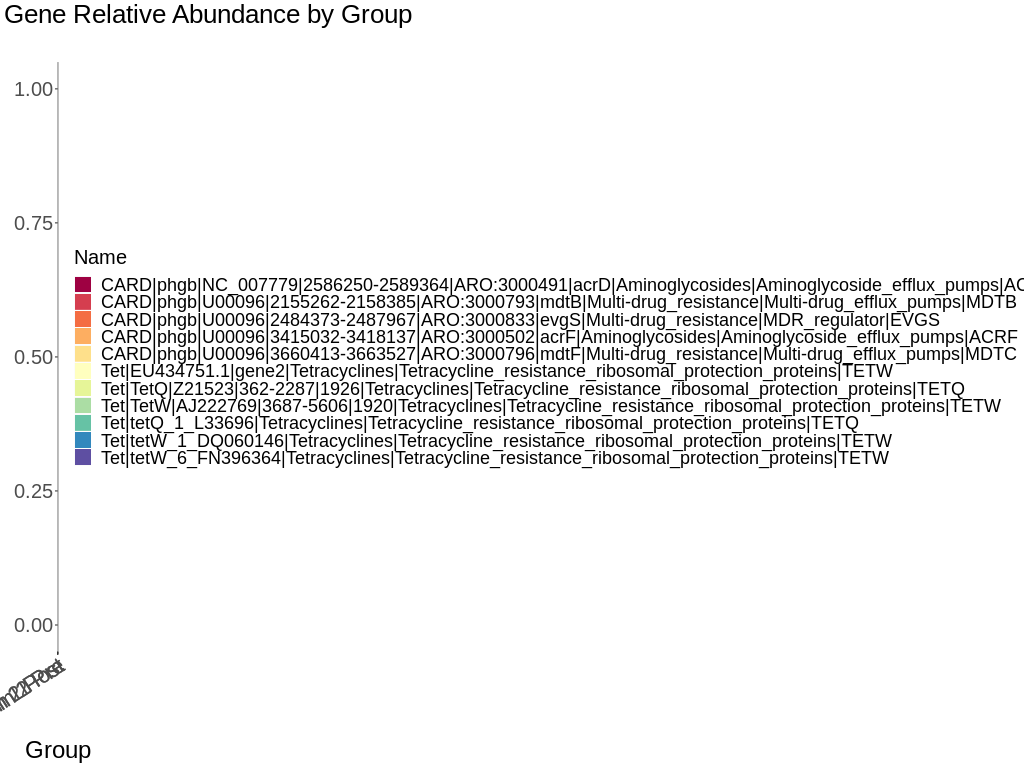 Gene Relative Abundance by Group
1.00
0.75
0.50
0.25
0.00
Name
CARD|phgb|NC_007779|2586250-2589364|ARO:3000491|acrD|Aminoglycosides|Aminoglycoside_efflux_pumps|AC
CARD|phgb|U00096|2155262-2158385|ARO:3000793|mdtB|Multi-drug_resistance|Multi-drug_efflux_pumps|MDTB
CARD|phgb|U00096|2484373-2487967|ARO:3000833|evgS|Multi-drug_resistance|MDR_regulator|EVGS
CARD|phgb|U00096|3415032-3418137|ARO:3000502|acrF|Aminoglycosides|Aminoglycoside_efflux_pumps|ACRF
CARD|phgb|U00096|3660413-3663527|ARO:3000796|mdtF|Multi-drug_resistance|Multi-drug_efflux_pumps|MDTC
Tet|EU434751.1|gene2|Tetracyclines|Tetracycline_resistance_ribosomal_protection_proteins|TETW
Tet|TetQ|Z21523|362-2287|1926|Tetracyclines|Tetracycline_resistance_ribosomal_protection_proteins|TETQ
Tet|TetW|AJ222769|3687-5606|1920|Tetracyclines|Tetracycline_resistance_ribosomal_protection_proteins|TETW
Tet|tetQ_1_L33696|Tetracyclines|Tetracycline_resistance_ribosomal_protection_proteins|TETQ
Tet|tetW_1_DQ060146|Tetracyclines|Tetracycline_resistance_ribosomal_protection_proteins|TETW
Tet|tetW_6_FN396364|Tetracyclines|Tetracycline_resistance_ribosomal_protection_proteins|TETW
Group